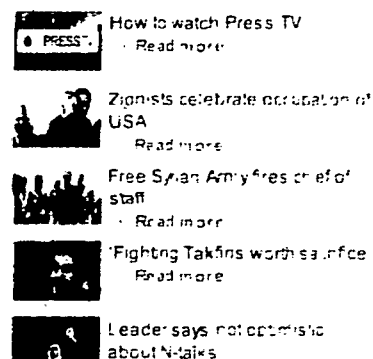 How to watch Press TV
PRESST
Read more
Zionists celebrate occupation of
USA
Read more
Free Syrian Army fires chief of
staff
Read more
'Fighting Takfiris worth sacrifice
Read more
Leader says not optimistic
about N-talks